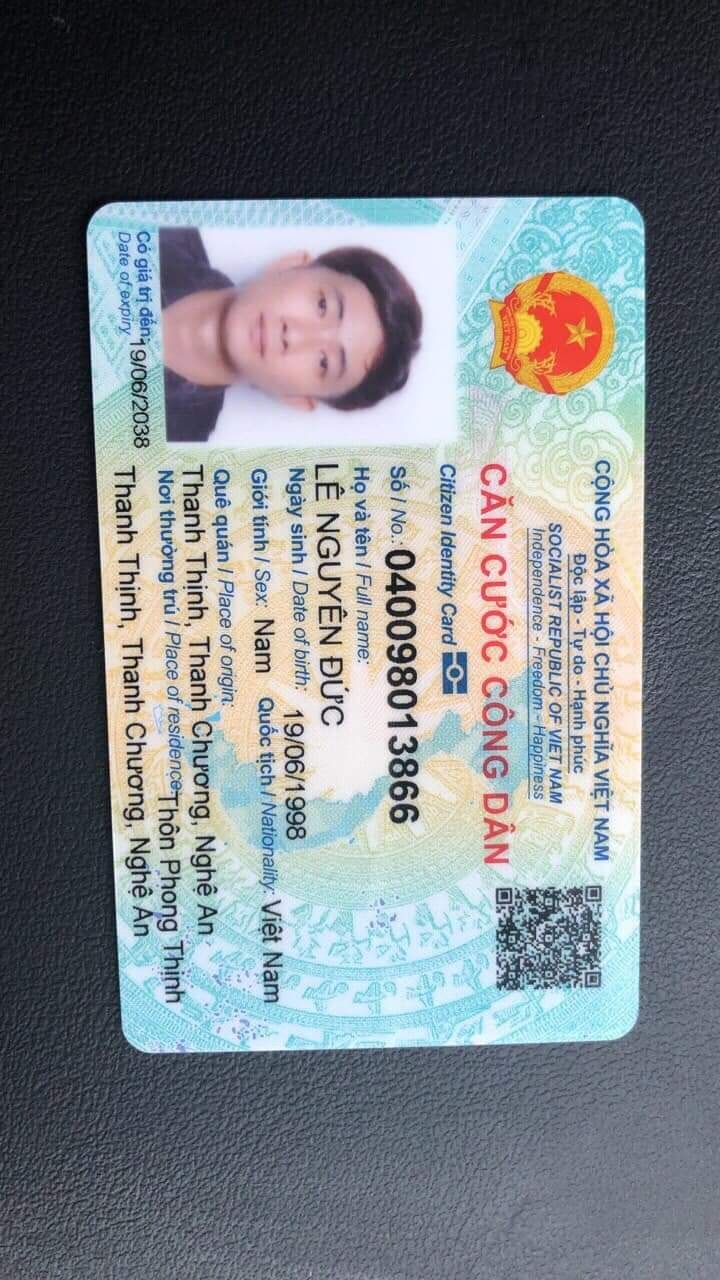 CỘNG HÒA XÃ HỘI CHỦ NGHĨA VIỆT NAM
Độc lập - Tự do - Hạnh phúc
SOCIALIST REPUBLIC OF VIET NAM
Independence - Freedom - Happiness
CĂN CƯỚC CÔNG DÂN
Citizen Identity Card
Số / No.: 040098013866
Họ và tên / Full name:
LÊ NGUYÊN ĐỨC
Ngày sinh / Date of birth: 19/06/1998
Giới tính / Sex: Nam Quốc tịch / Nationality: Việt Nam
Quê quán / Place of origin:
Thanh Thịnh, Thanh Chương, Nghệ An
Nơi thường trú / Place of residence: Thôn Phong Thịnh
Thanh Thịnh, Thanh Chương, Nghệ An
Có giá trị đến: 19/06/2038
Date of expiry
VIỆT NAM